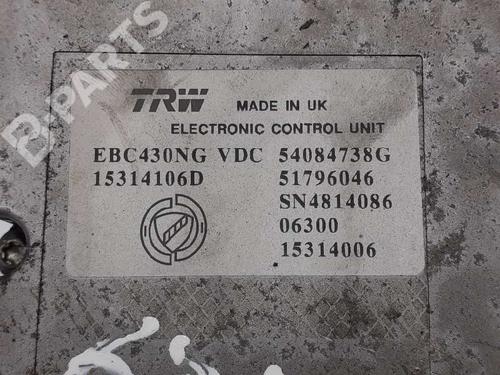 B-PARTS
TRW MADE IN UK
ELECTRONIC CONTROL UNIT
EBC430NG VDC 54084738G
15314106D 51796046
SN4814086
06300
15314006